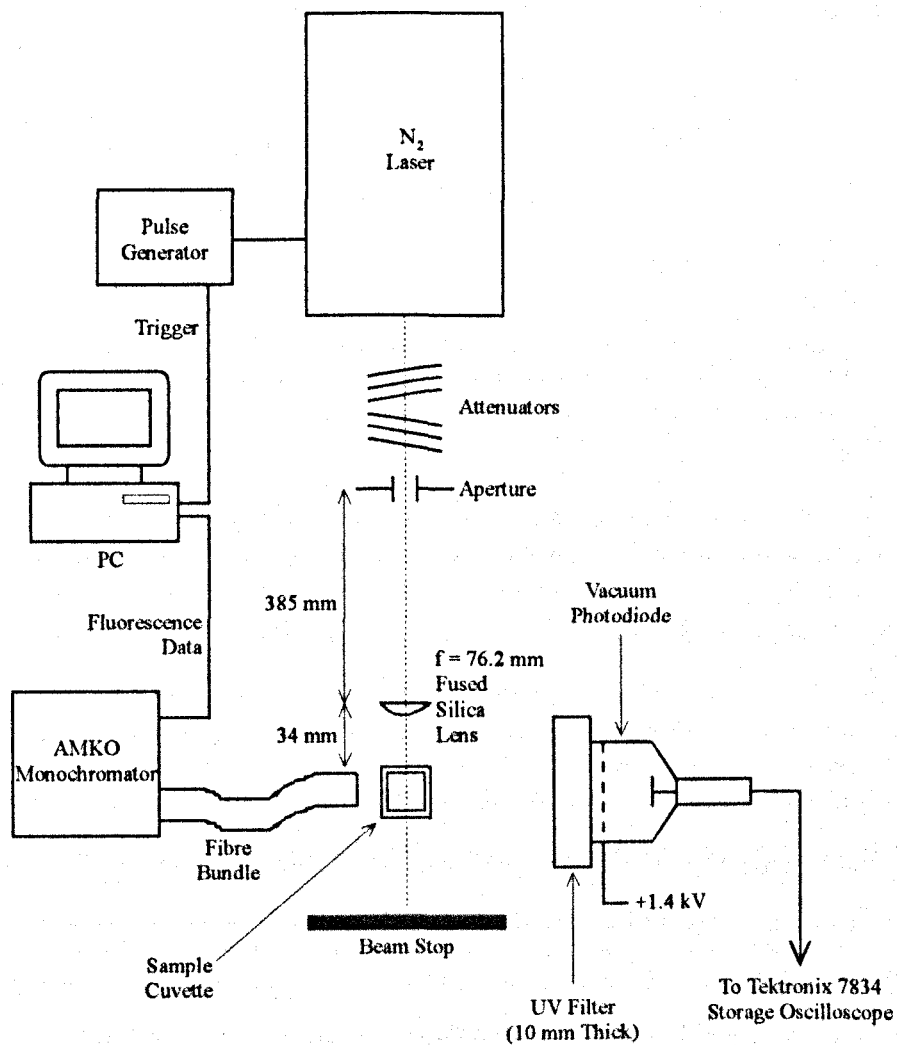 N2
Laser
Pulse
Generator
Trigger
Attenuators
Aperture
PC
385 mm
Vacuum
Photodiode
Fluorescence
Data
f = 76.2 mm
Fused
Silica
Lens
34 mm
AMKO
Monochromator
Fibre
Bundle
+1.4 kV
Beam Stop
Sample
Cuvette
To Tektronix 7834
Storage Oscilloscope
UV Filter
(10 mm Thick)